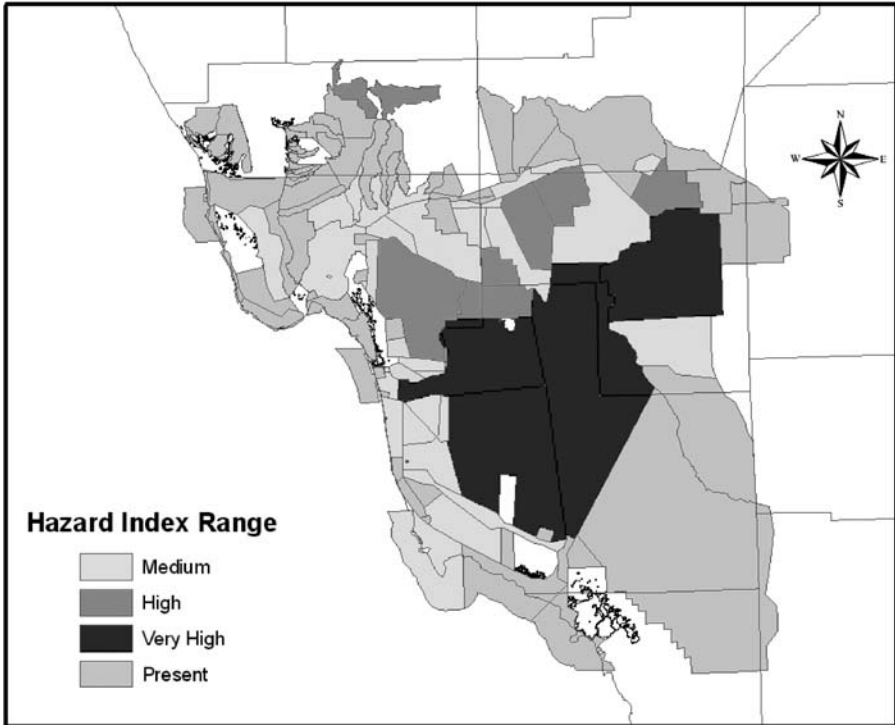 N
W E
S
Hazard Index Range
Medium
High
Very High
Present